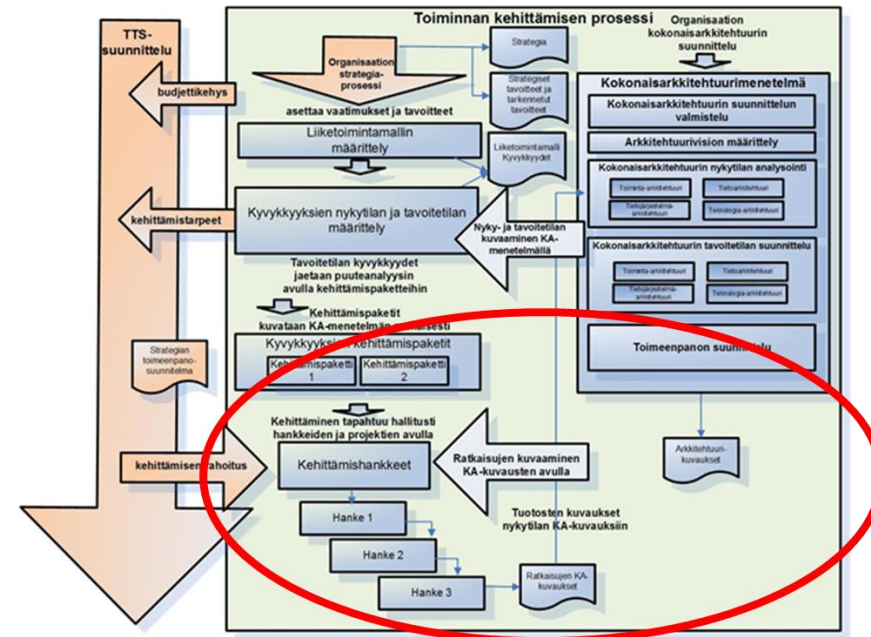 Toiminnan kehittämisen prosessi
TTS-
suunnittelu
budjettikehys
kehittämistarpeet
Strategian
toimeenpano-
suunnitelma
kehittämisen rahoitus
Organisaation
strategia-
prosessi
Strategia
Strategiset
tavoitteet ja
tarkennetut
tavoitteet
asettaa vaatimukset ja tavoitteet
Liiketoimintamallin
määrittely
Liiketoimintamalli
Kyvykkyydet
Kyvykkyyksien nykytilan ja tavoitetilan
määrittely
Nyky- ja tavoitetilan
kuvaaminen KA-
menetelmällä
Tavoitetilan kyvykkyydet
jaetaan puuteanalyysin
avulla kehittämispaketteihin
Kehittämispaketit
kuvataan KA-menetelmän mukaisesti
Kyvykkyyksien kehittämispaketit
Kehittämispaketti
1
Kehittämispaketti
2
Kehittäminen tapahtuu hallitusti
hankkeiden ja projektien avulla
Kehittämishankkeet
Ratkaisujen kuvaaminen
KA-kuvausten avulla
Hanke 1
Hanke 2
Hanke 3
Tuotosten kuvaukset
nykytilan KA-kuvauksiin
Ratkaisujen KA-
kuvaukset
Organisaation
kokonaisarkkitehtuurin
suunnittelu
Kokonaisarkkitehtuurimenetelmä
Kokonaisarkkitehtuurin suunnittelun
valmistelu
Arkkitehtuurivision määrittely
Kokonaisarkkitehtuurin nykytilan analysointi
Toiminta-arkkitehtuuri
Tietoarkkitehtuuri
Tietojärjestelmä-
arkkitehtuuri
Teknologia-arkkitehtuuri
Kokonaisarkkitehtuurin tavoitetilan suunnittelu
Toiminta-arkkitehtuuri
Tietoarkkitehtuuri
Tietojärjestelmä-
arkkitehtuuri
Teknologia-arkkitehtuuri
Toimeenpanon suunnittelu
Arkkitehtuuri-
kuvaukset